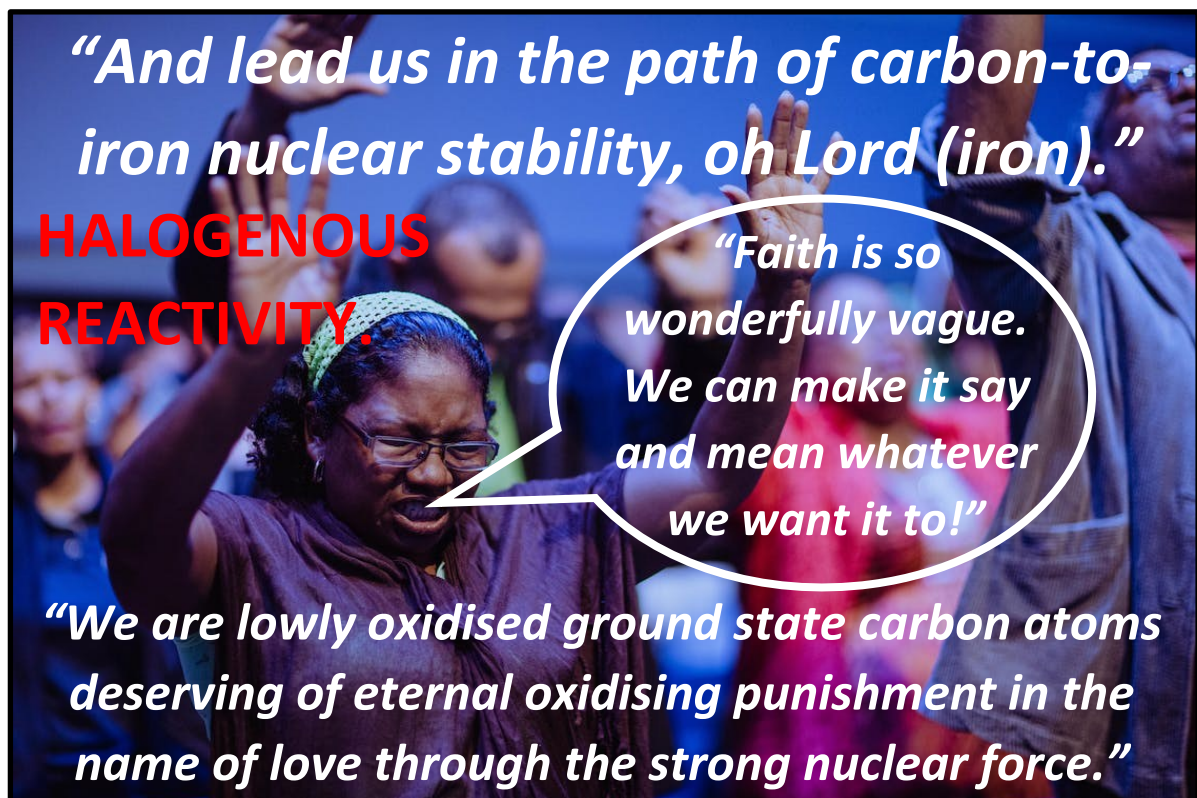 “And lead us in the path of carbon-to-
iron nuclear stability, oh Lord (iron).”
HALOGENOUS
REACTIVITY.
“Faith is so
wonderfully vague.
We can make it say
and mean whatever
we want it to!”
“We are lowly oxidised ground state carbon atoms
deserving of eternal oxidising punishment in the
name of love through the strong nuclear force.”